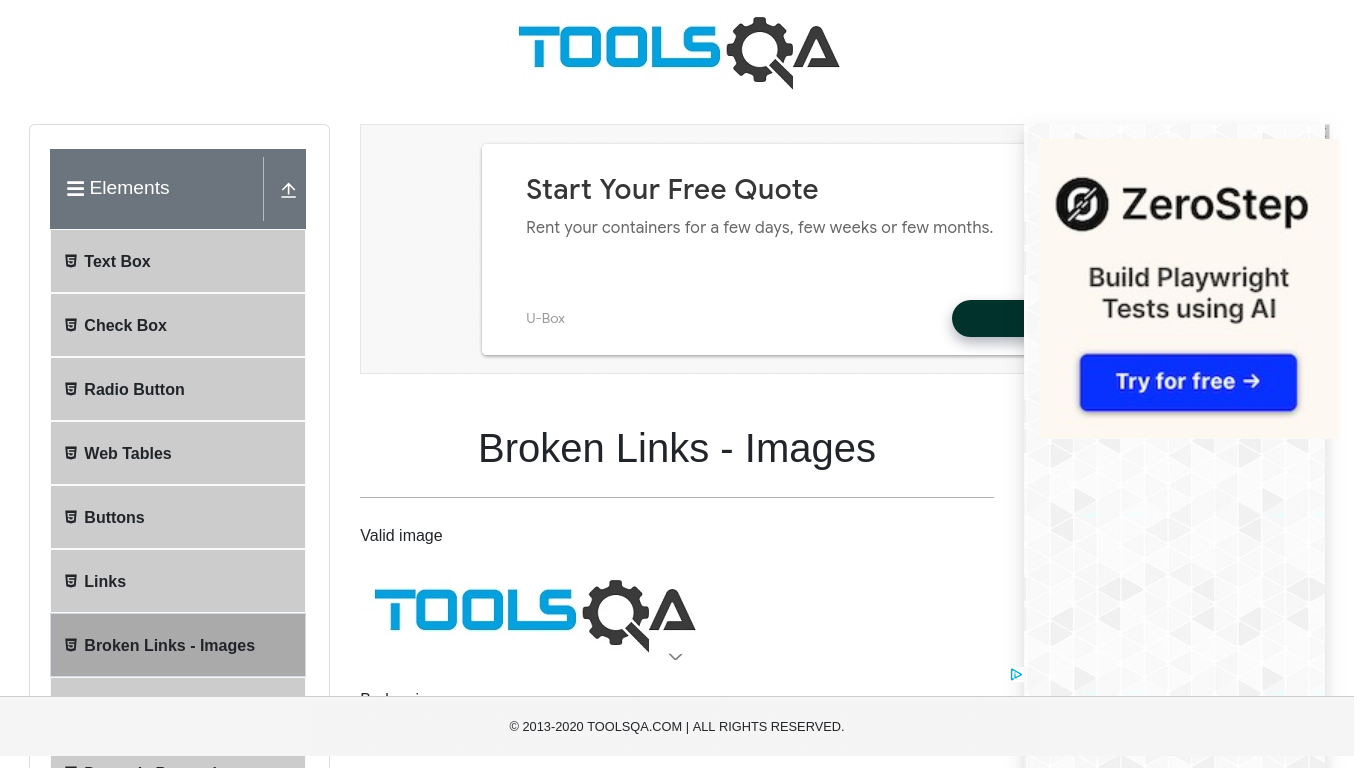 TOOLSQA
Elements
Text Box
Check Box
Radio Button
Web Tables
Buttons
Links
Broken Links - Images
Start Your Free Quote
Rent your containers for a few days, few weeks or few months.
U-Box
Broken Links - Images
Valid image
TOOLSQA
ZeroStep
Build Playwright
Tests using AI
Try for free →
© 2013-2020 TOOLSQA.COM | ALL RIGHTS RESERVED.